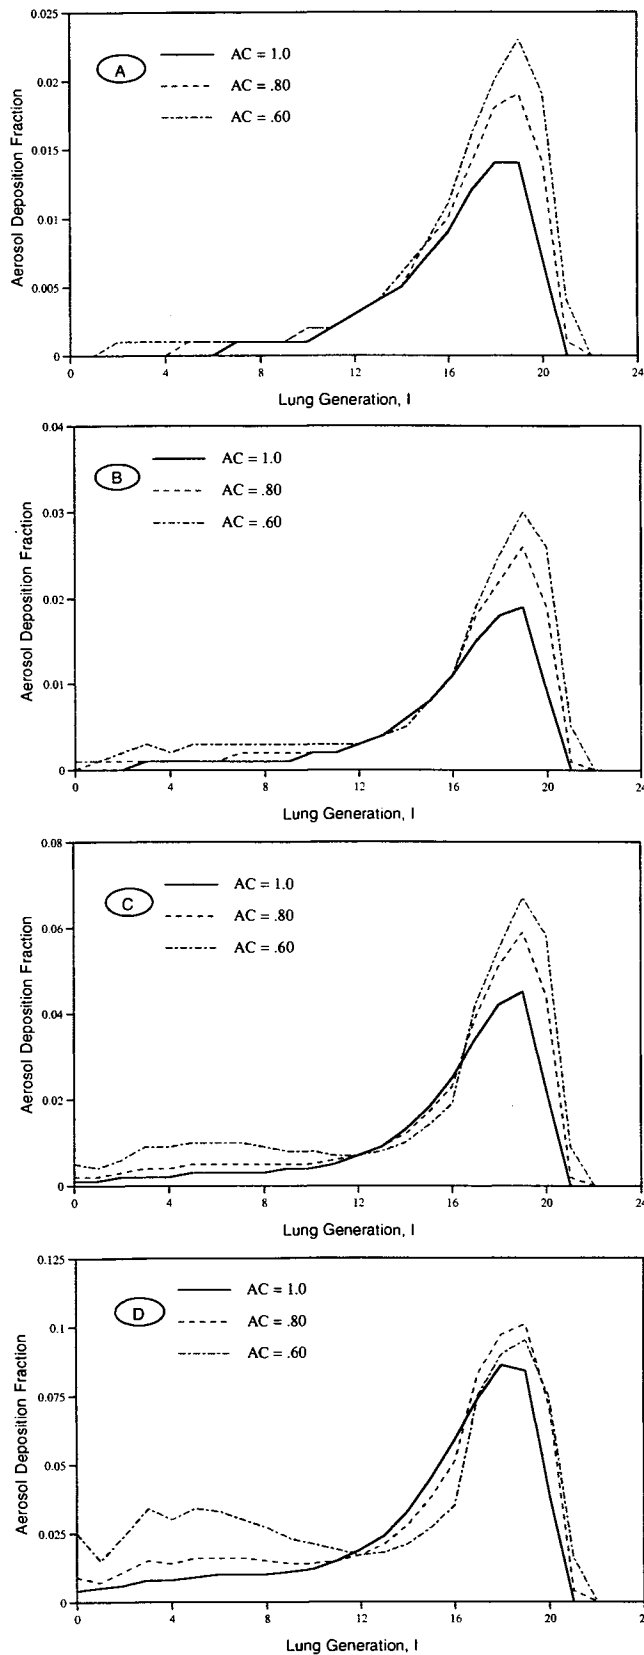 0.025
A
AC = 1.0
AC = .80
AC = .60
0.02
0.015
0.01
0.005
0
Aerosol Deposition Fraction
0 4 8 12 16 20 24
Lung Generation, I
0.04
B
AC = 1.0
AC = .80
AC = .60
0.03
0.02
0.01
0
Aerosol Deposition Fraction
0 4 8 12 16 20 24
Lung Generation, I
0.08
C
AC = 1.0
AC = .80
AC = .60
0.06
0.04
0.02
0
Aerosol Deposition Fraction
0 4 8 12 16 20 24
Lung Generation, I
0.125
D
AC = 1.0
AC = .80
AC = .60
0.1
0.075
0.05
0.025
0
Aerosol Deposition Fraction
0 4 8 12 16 20 24
Lung Generation, I